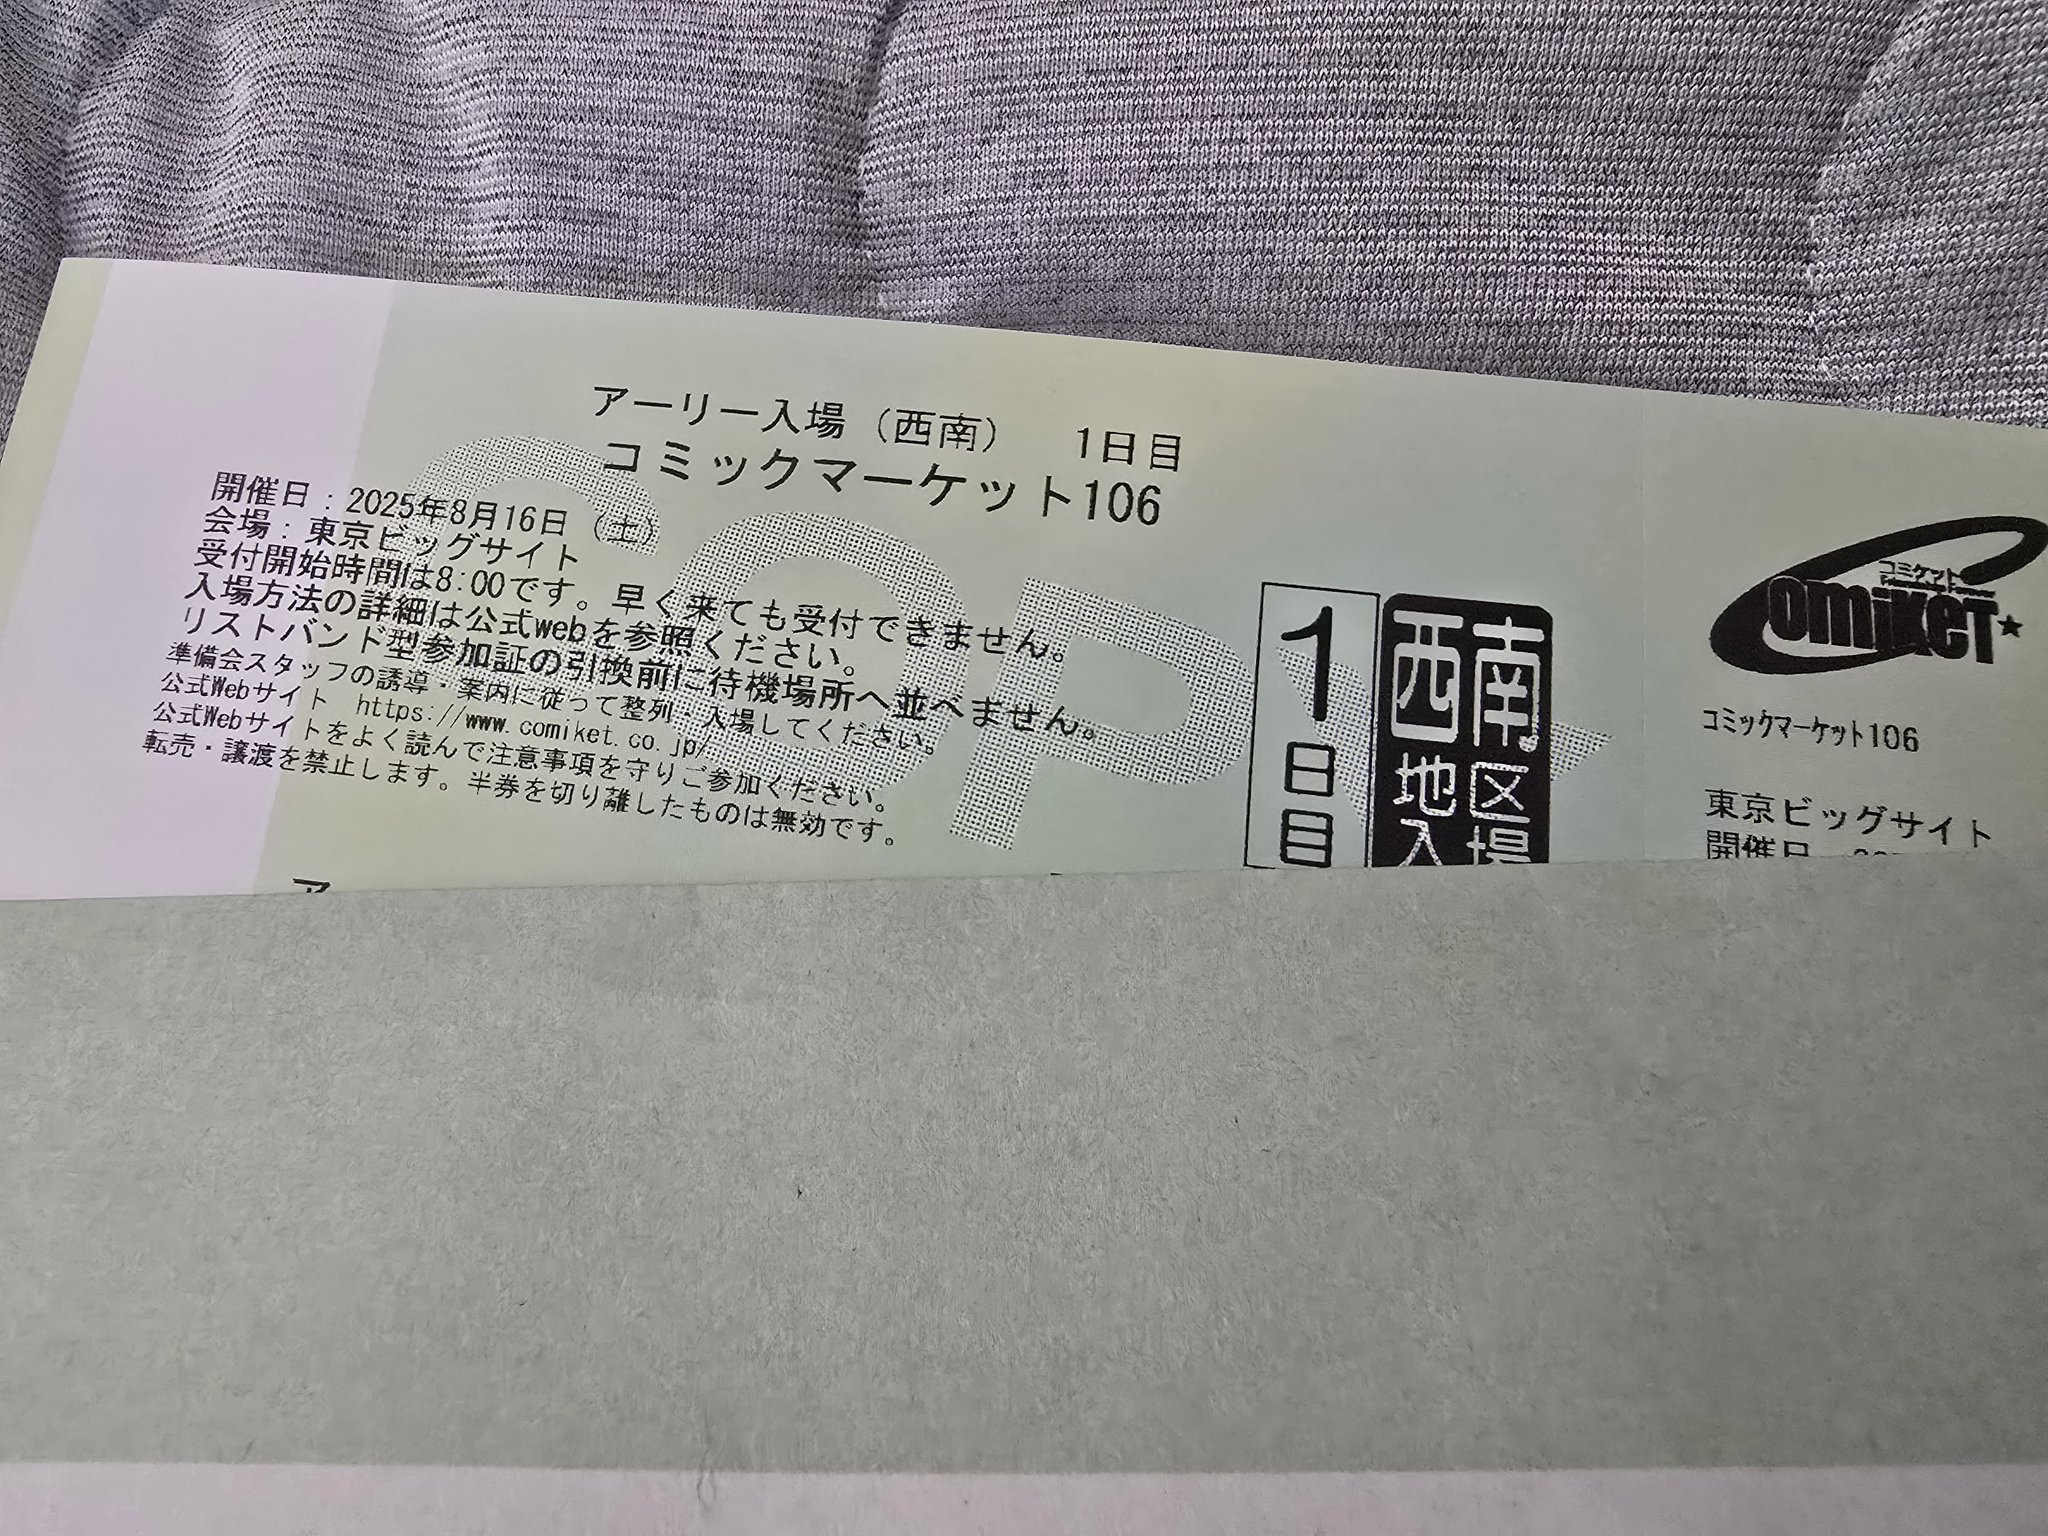 アーリー入場（西南）　1日目
コミックマーケット106
開催日：2025年8月16日（土）
会場：東京ビッグサイト
受付開始時間は8:00です。早く来ても受付できません。
入場方法の詳細は公式webを参照ください。
リストバンド型参加証の引換前に待機場所へ並べません。
準備会スタッフの誘導・案内に従って整列・入場してください。
公式Webサイト　https://www.comiket.co.jp/
公式Webサイトをよく読んで注意事項を守りご参加ください。
転売・譲渡を禁止します。半券を切り離したものは無効です。
COPY
1日目
西南
地区
入場
コミケット
comiKeT★
コミックマーケット106
東京ビッグサイト
開催日
ア